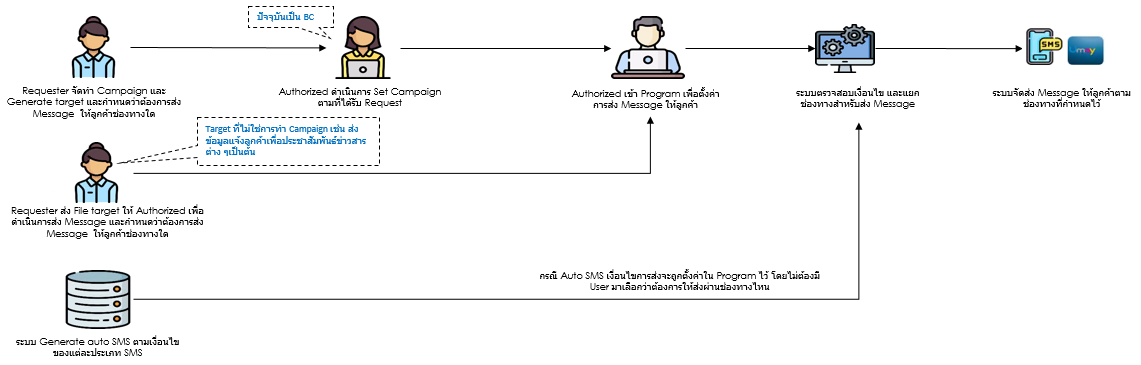 ปัจจุบันเป็น BC
SMS
my
Requester จัดทำ Campaign และ
Generate target และกำหนดว่าต้องการส่ง
Message ให้ลูกค้าช่องทางใด
Authorized ดำเนินการ Set Campaign
ตามที่ได้รับ Request
Authorized เข้า Program เพื่อตั้งค่า
การส่ง Message ให้ลูกค้า
ระบบตรวจสอบเงื่อนไข และแยก
ช่องทางสำหรับส่ง Message
ระบบจัดส่ง Message ให้ลูกค้าตาม
ช่องทางที่กำหนดไว้
Target ที่ไม่ใช่การทำ Campaign เช่น ส่ง
ข้อมูลแจ้งลูกค้าเพื่อประชาสัมพันธ์ข่าวสาร
ต่าง ๆเป็นต้น
Requester ส่ง File target ให้ Authorized เพื่อ
ดำเนินการส่ง Message และกำหนดว่าต้องการส่ง
Message ให้ลูกค้าช่องทางใด
กรณี Auto SMS เงื่อนไขการส่งจะถูกตั้งค่าใน Program ไว้ โดยไม่ต้องมี
User มาเลือกว่าต้องการให้ส่งผ่านช่องทางไหน
ระบบ Generate auto SMS ตามเงื่อนไข
ของแต่ละประเภท SMS